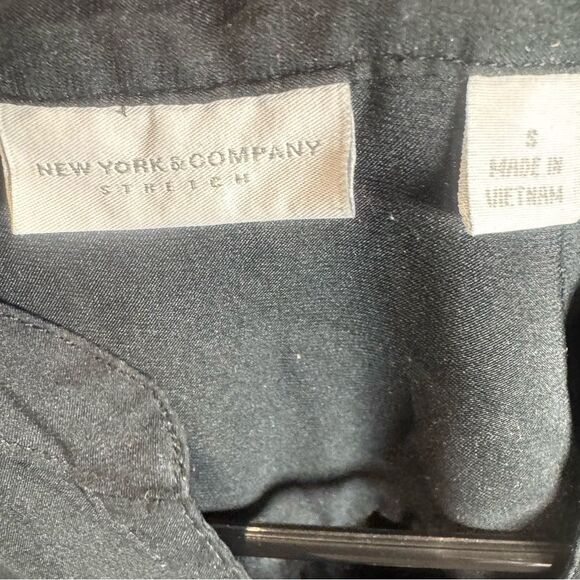 NEW YORK&COMPANY
STRETCH
S
MADE IN
VIETNAM